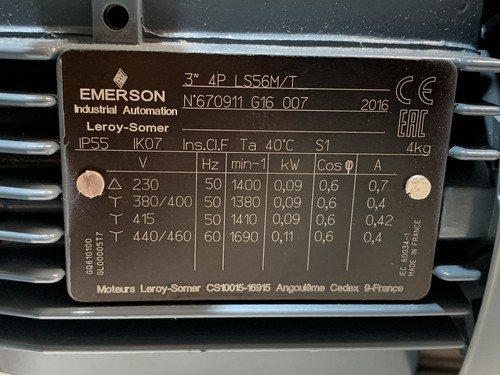 3~ 4P LS56M/T
EMERSON
Industrial Automation
N°670911 G16 007 2016
CE
Leroy-Somer
EAC
IP55 IK07 Ins.Cl.F Ta 40°C S1 4kg
V Hz min-1 kW Cos φ A
△ 230 50 1400 0,09 0,6 0,7
Y 380/400 50 1380 0,09 0,6 0,4
Y 415 50 1410 0,09 0,6 0,42
Y 440/460 60 1690 0,11 0,6 0,4
GQ610100
GL0000517
IEC 60034-1
MADE IN FRANCE
Moteurs Leroy-Somer CS10015-16915 Angoulême Cedex 9-France